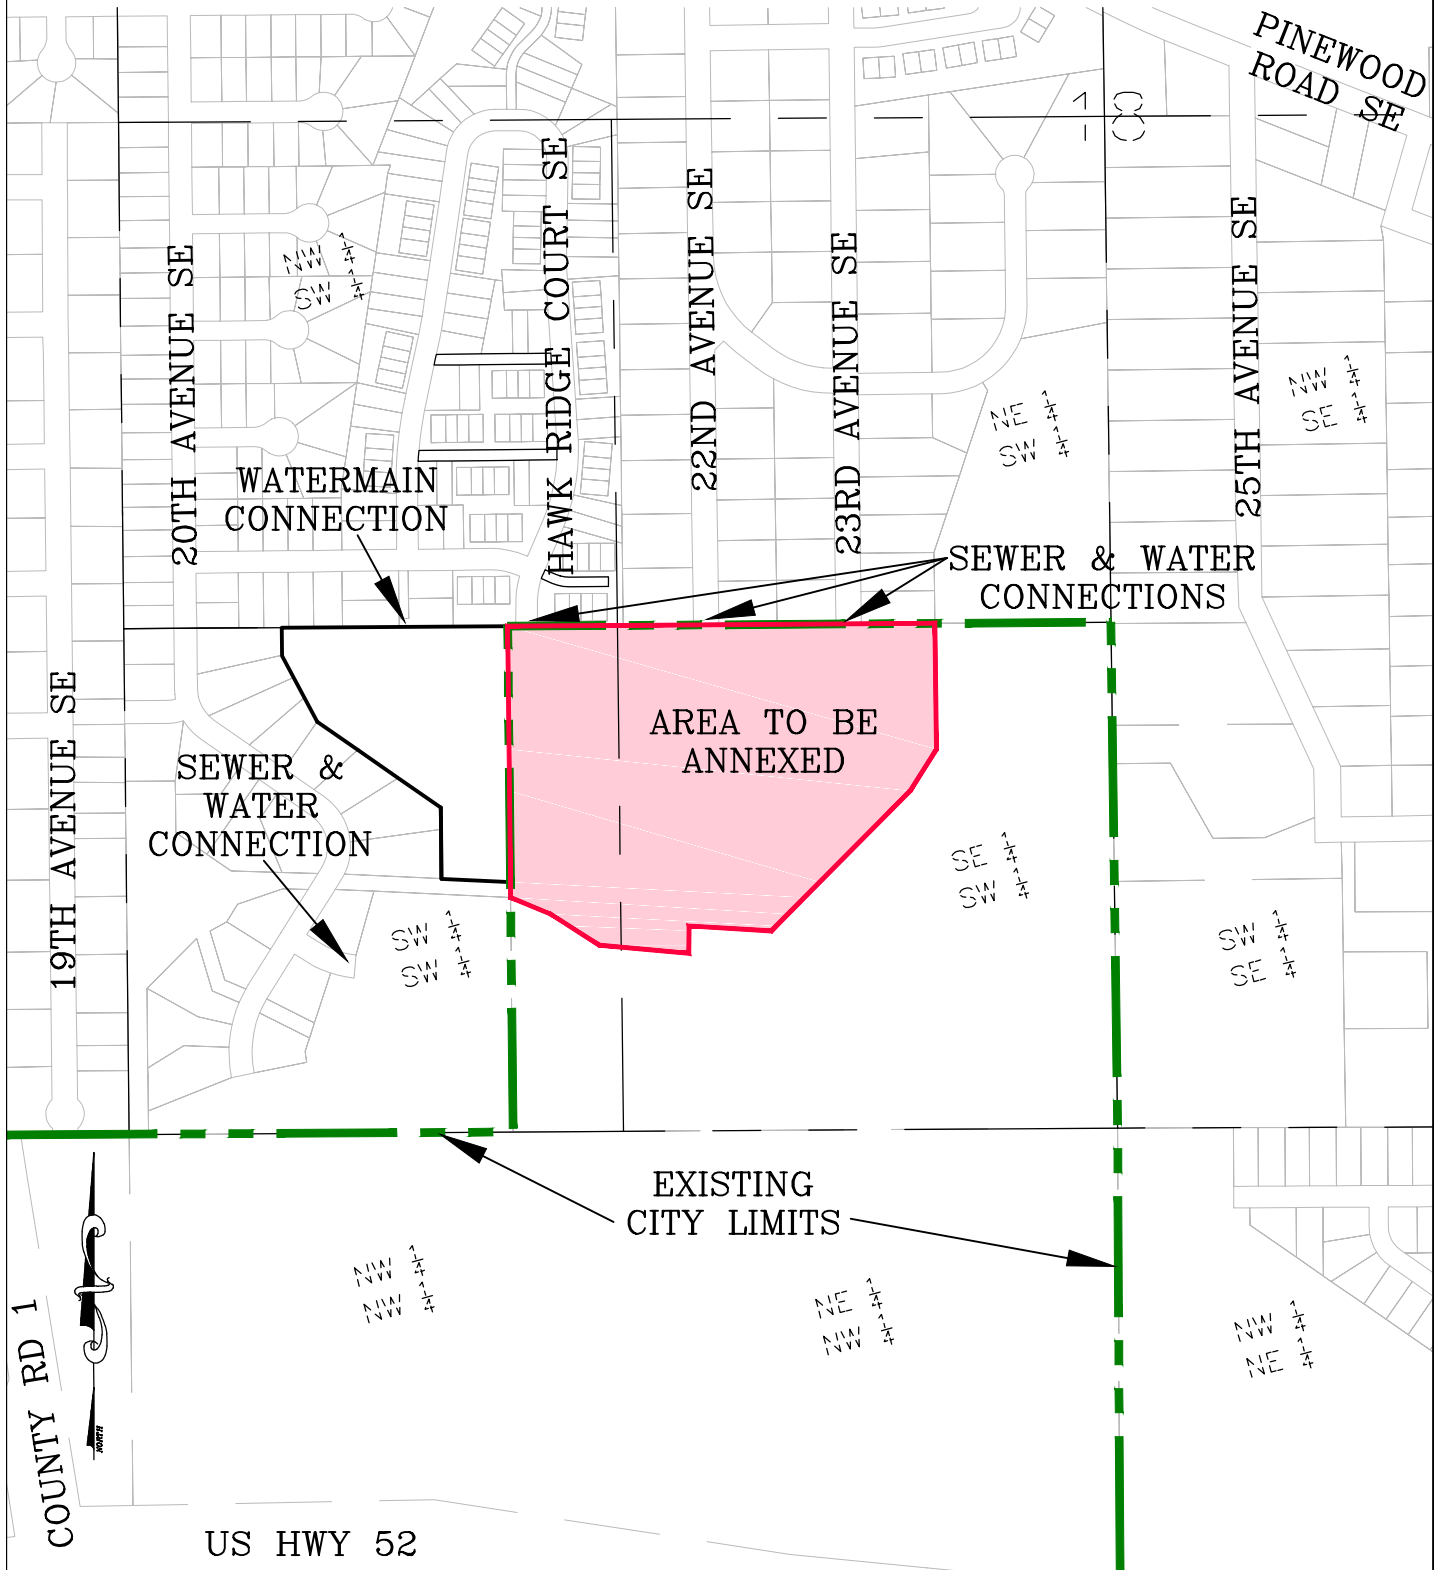 PINEWOOD
ROAD SE
18
NW 1/4
SW 1/4
20TH AVENUE SE
HAWK RIDGE COURT SE
22ND AVENUE SE
23RD AVENUE SE
25TH AVENUE SE
NE 1/4
SW 1/4
NW 1/4
SE 1/4
WATERMAIN
CONNECTION
SEWER & WATER
CONNECTIONS
19TH AVENUE SE
AREA TO BE
ANNEXED
SEWER &
WATER
CONNECTION
SW 1/4
SW 1/4
SE 1/4
SW 1/4
SW 1/4
SE 1/4
EXISTING
CITY LIMITS
NW 1/4
NW 1/4
NE 1/4
NW 1/4
NW 1/4
NE 1/4
COUNTY RD 1
NORTH
US HWY 52